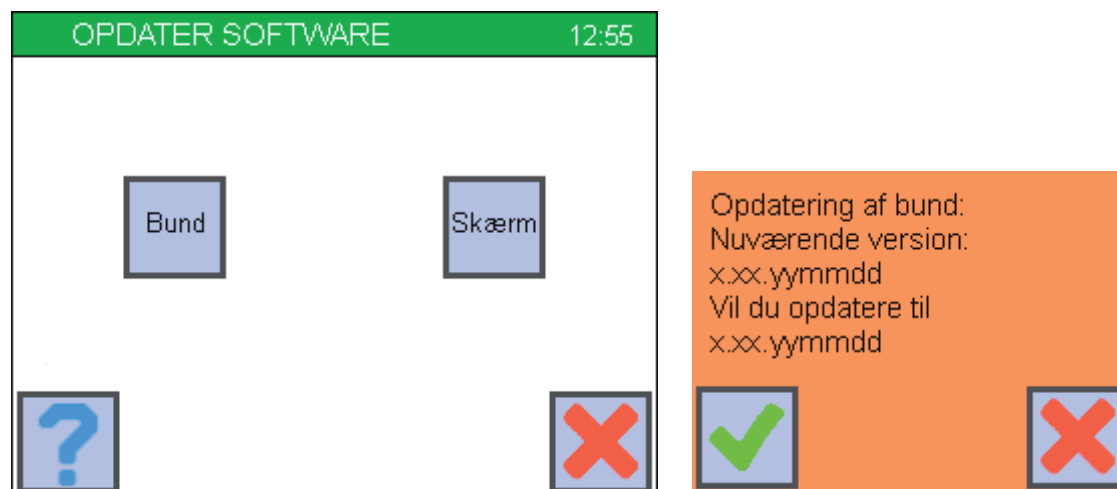 OPDATER SOFTWARE 12:55
Bund
Skærm
Opdatering af bund:
Nuværende version:
x.xx.yymmdd
Vil du opdatere til
x.xx.yymmdd